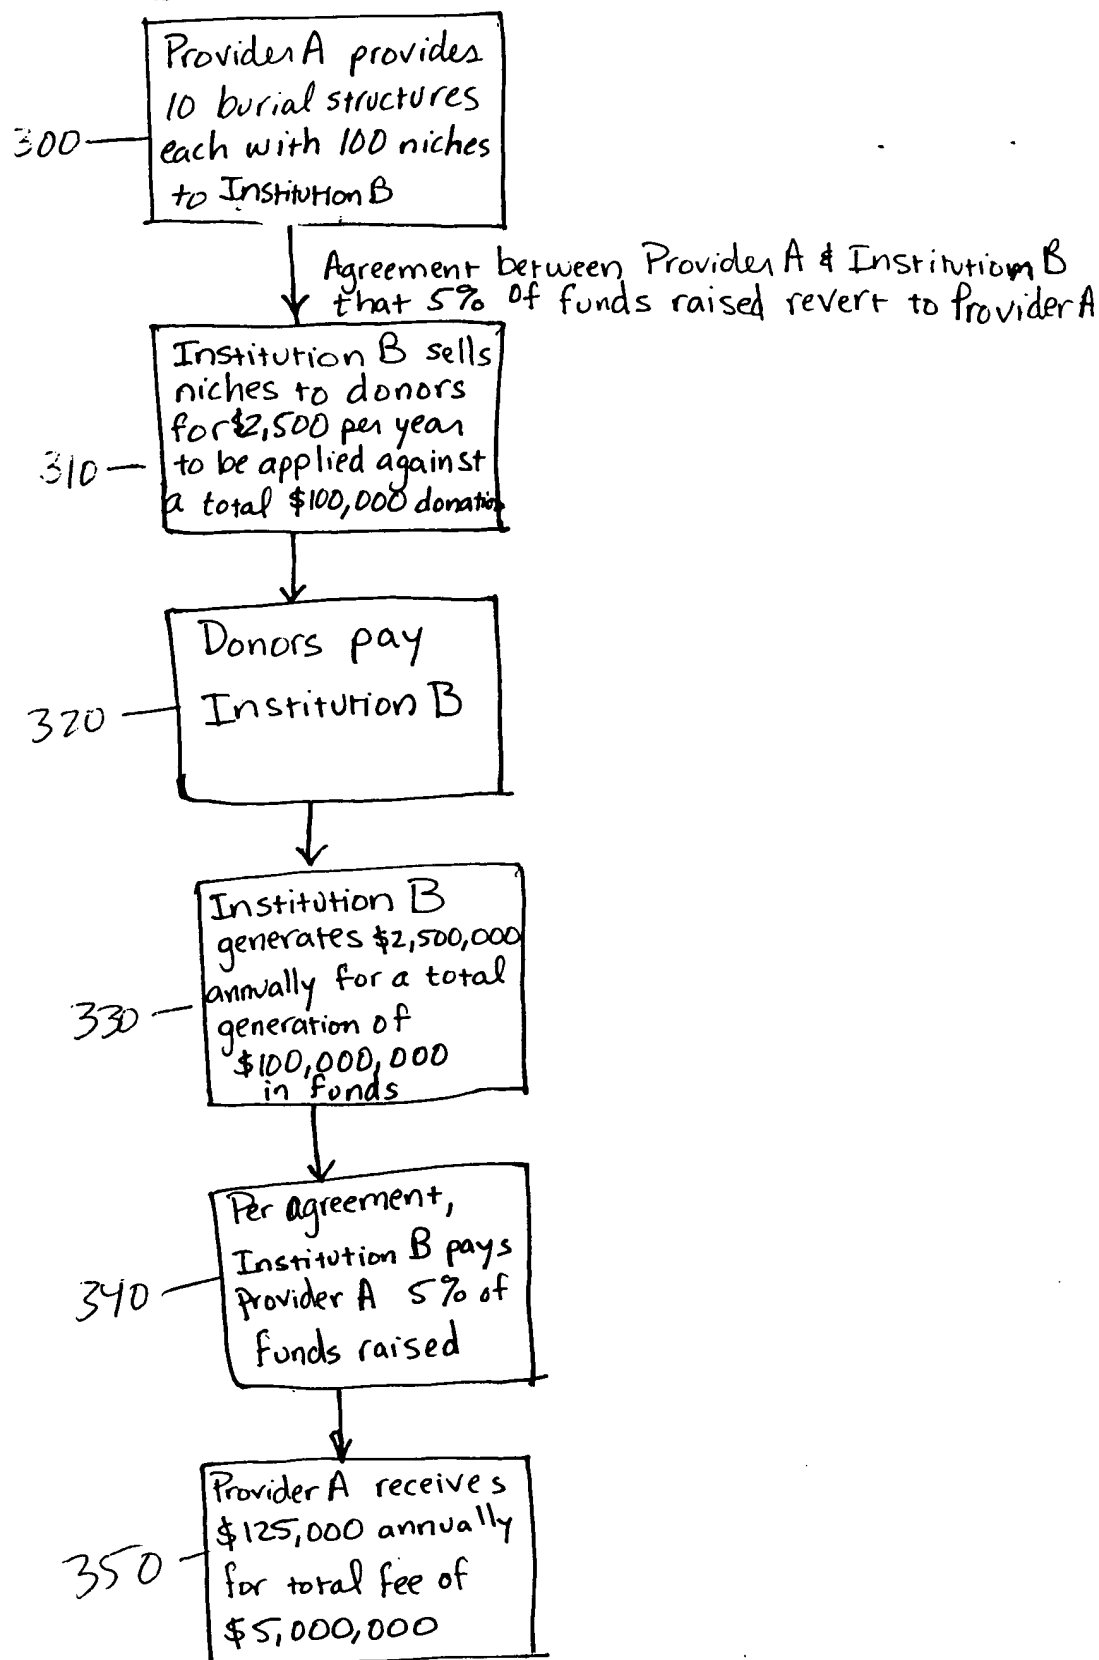 Provider A provides
10 burial structures
each with 100 niches
to Institution B
300
Agreement between Provider A & Institution B
that 5% of funds raised revert to Provider A
Institution B sells
niches to donors
for $2,500 per year
to be applied against
a total $100,000 donation
310
Donors pay
Institution B
320
Institution B
generates $2,500,000
annually for a total
generation of
$100,000,000
in funds
330
Per agreement,
Institution B pays
Provider A 5% of
funds raised
340
Provider A receives
$125,000 annually
for total fee of
$5,000,000
350